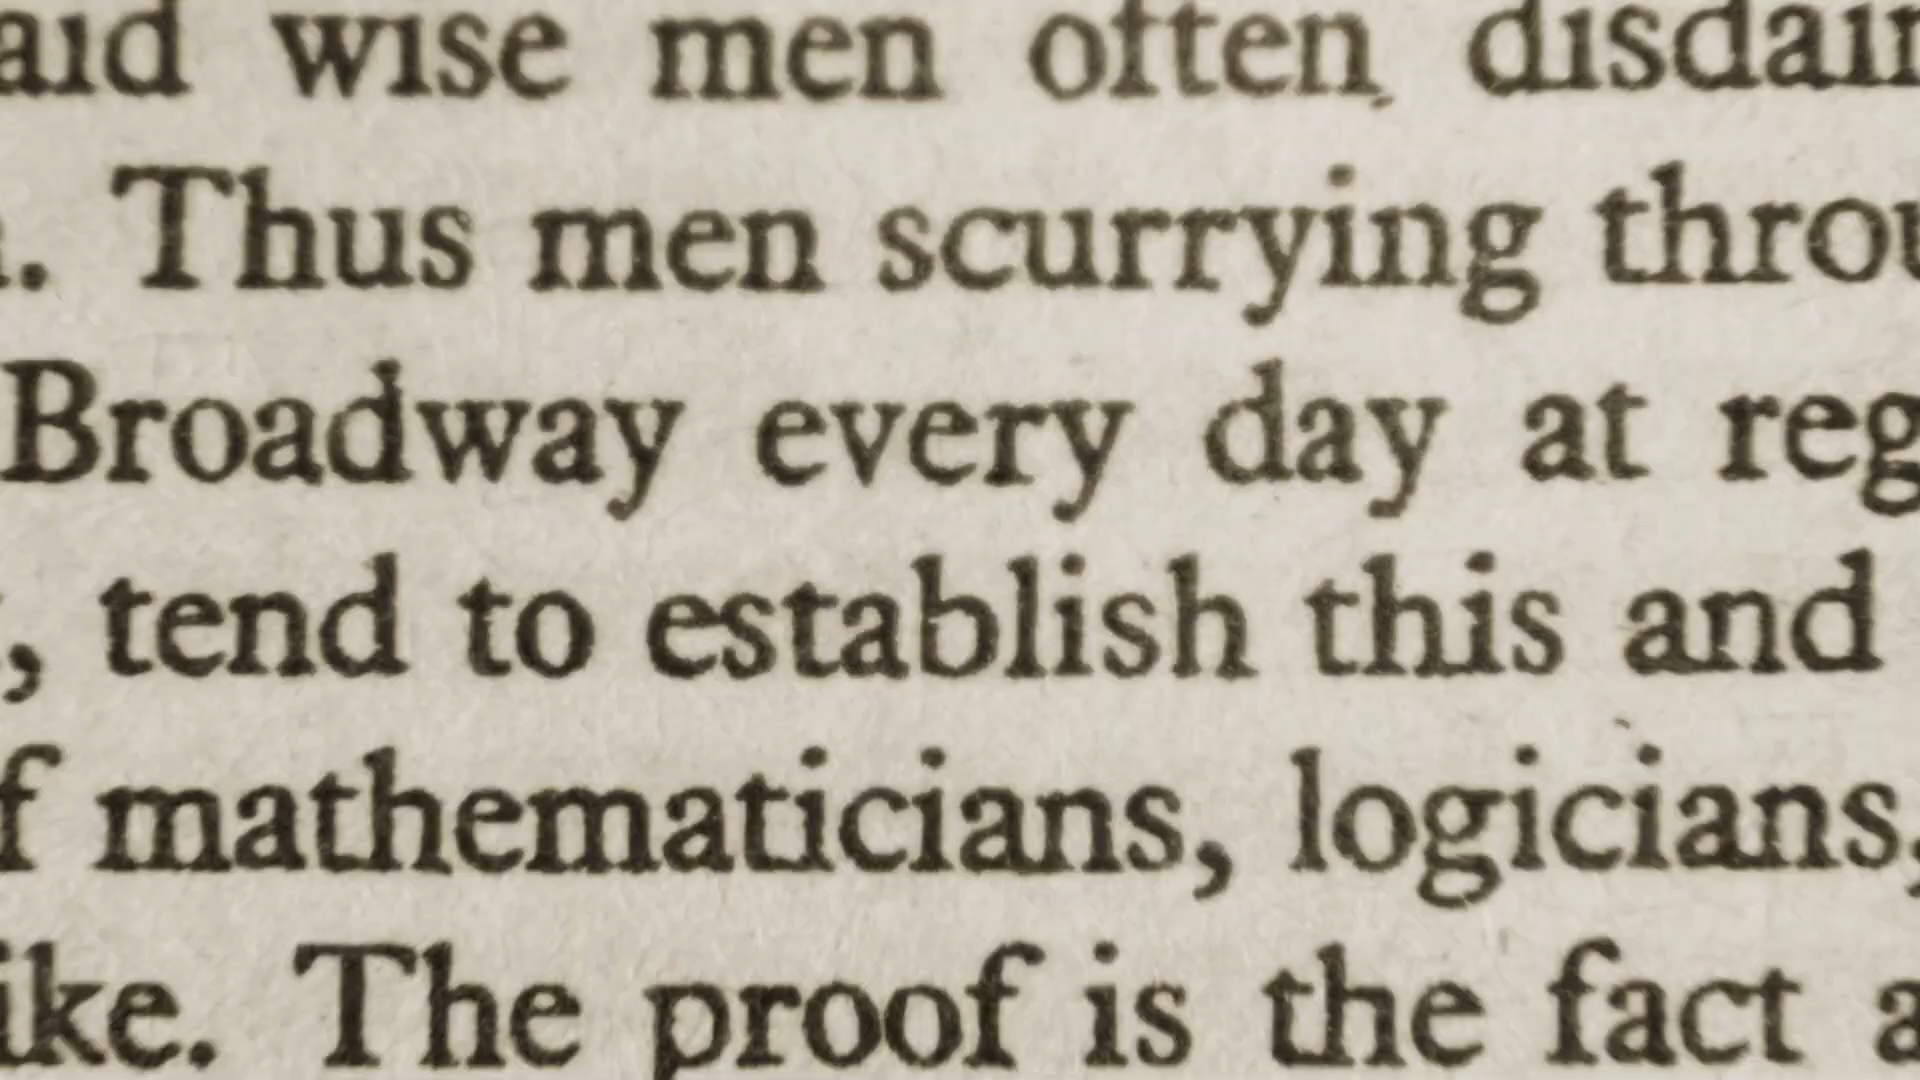 aid wise men often disdain
. Thus men scurrying throu
Broadway every day at reg
, tend to establish this and
f mathematicians, logicians,
ike. The proof is the fact a